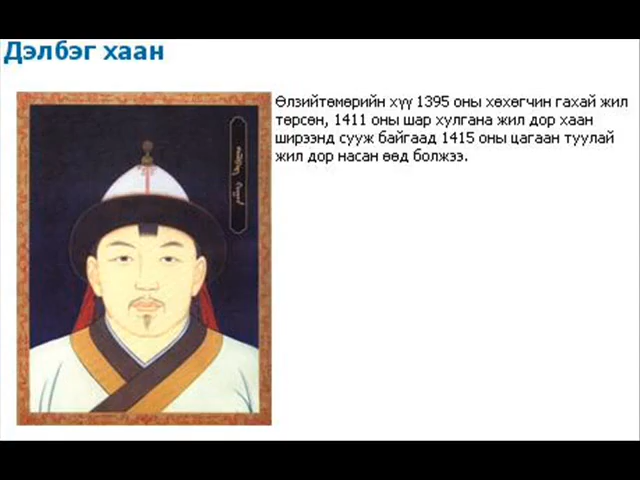 Дэлбэг хаан
Өлзийтөмөрийн хүү 1395 оны хөхөгчин гахай жил
төрсөн, 1411 оны шар хулгана жил дор хаан
ширээнд сууж байгаад 1415 оны цагаан туулай
жил дор насан өөд болжээ.